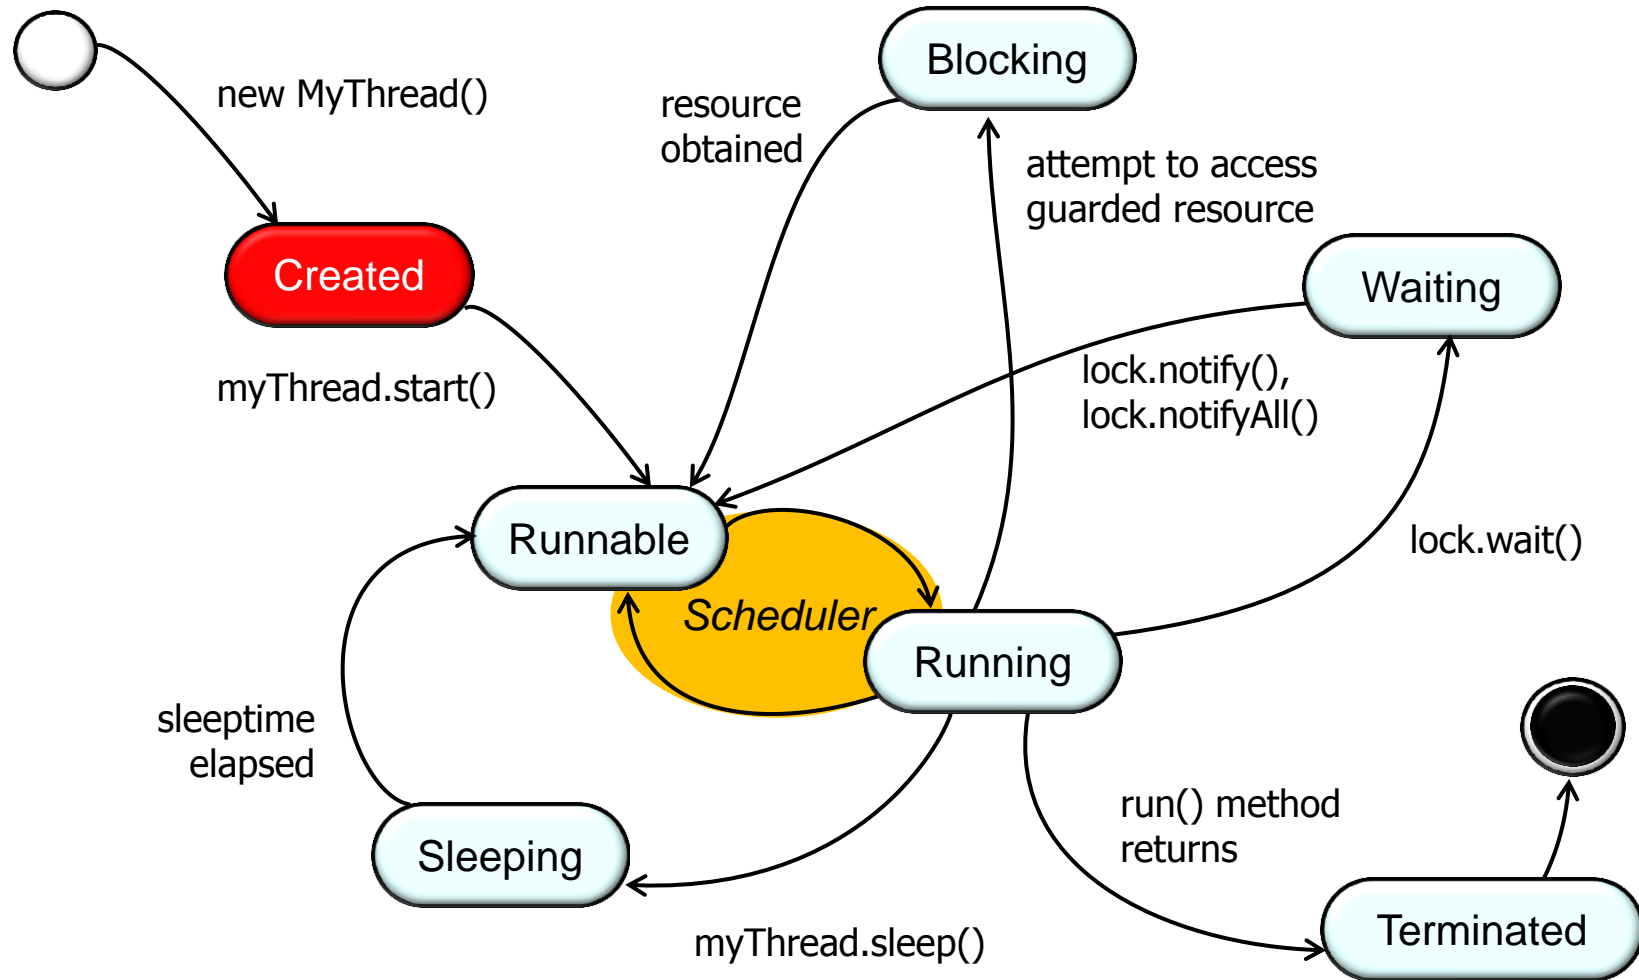 Blocking
new MyThread()
resource
obtained
attempt to access
guarded resource
Created
Waiting
myThread.start()
lock.notify(),
lock.notifyAll()
Runnable
lock.wait()
Scheduler
Running
sleeptime
elapsed
run() method
returns
Sleeping
myThread.sleep()
Terminated